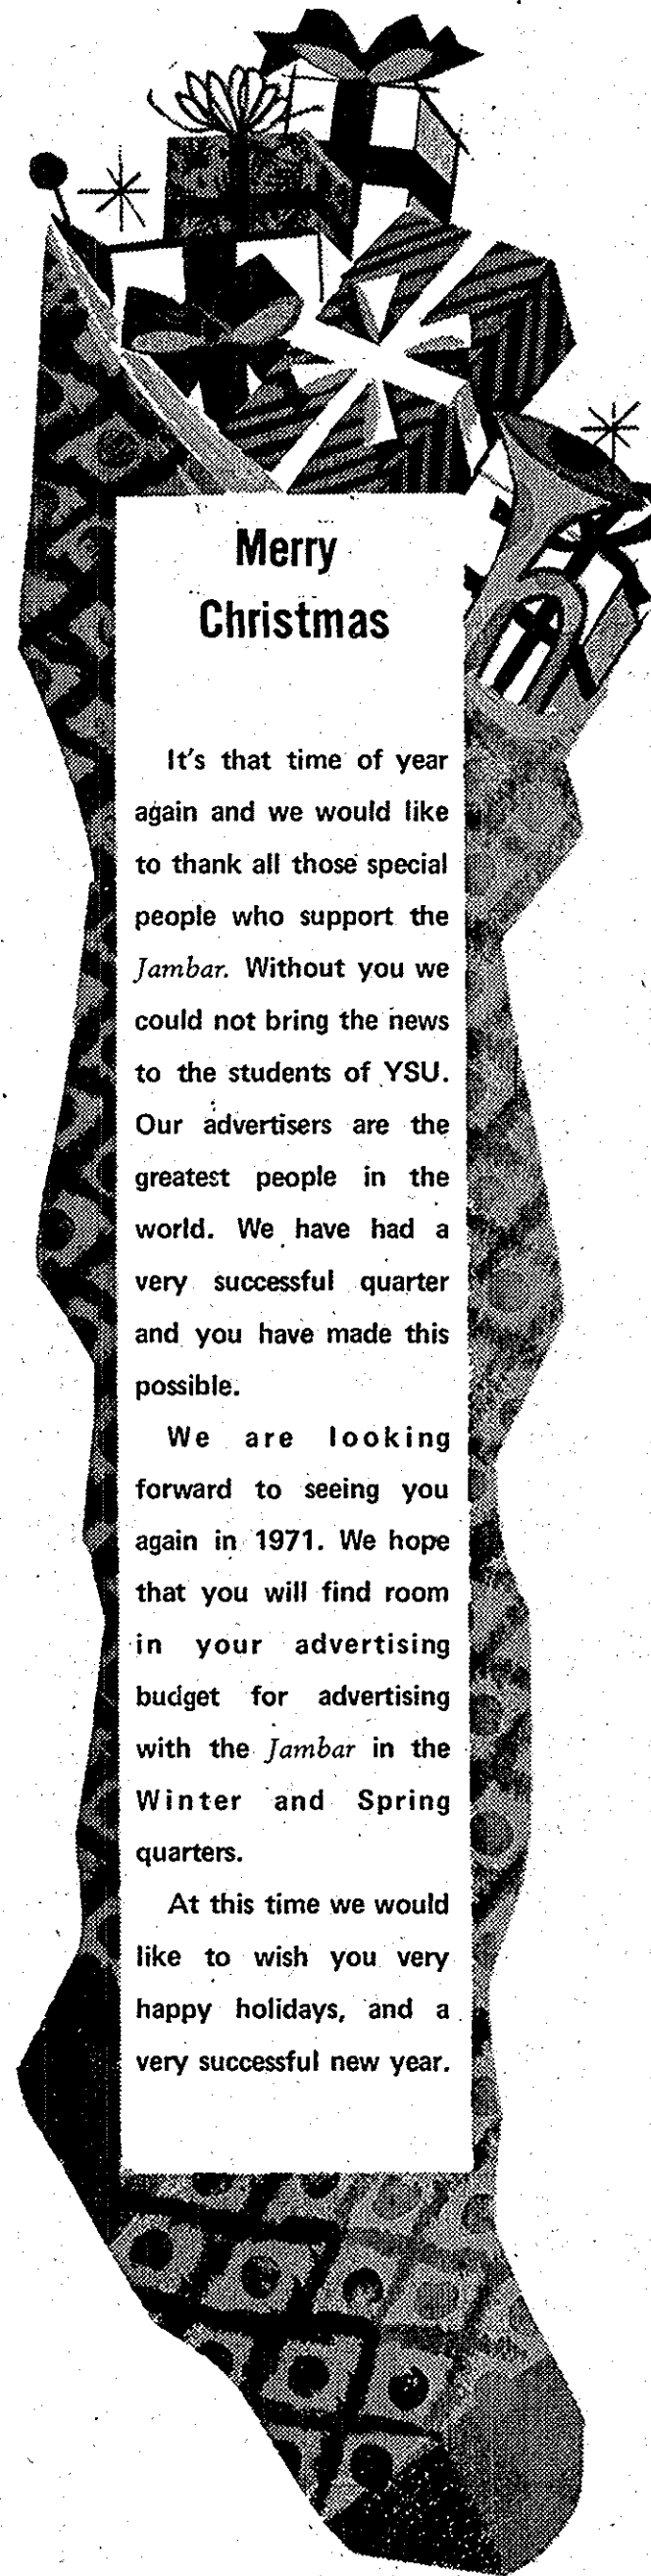 Merry
Christmas
It's that time of year
again and we would like
to thank all those special
people who support the
Jambar. Without you we
could not bring the news
to the students of YSU.
Our advertisers are the
greatest people in the
world. We have had a
very successful quarter
and you have made this
possible.
We are looking
forward to seeing you
again in 1971. We hope
that you will find room
in your advertising
budget for advertising
with the Jambar in the
Winter and Spring
quarters.
At this time we would
like to wish you very
happy holidays, and a
very successful new year.